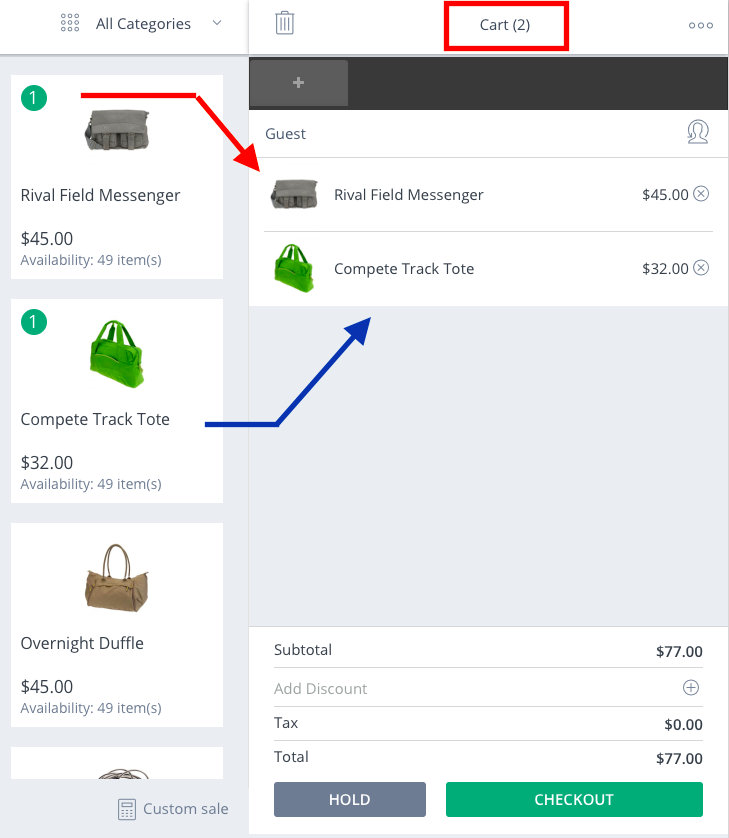 All Categories
Cart (2)
1
Rival Field Messenger
$45.00
Availability: 49 item(s)
1
Compete Track Tote
$32.00
Availability: 49 item(s)
Overnight Duffle
$45.00
Availability: 49 item(s)
Custom sale
+
Guest
Rival Field Messenger $45.00
Compete Track Tote $32.00
Subtotal $77.00
Add Discount
Tax $0.00
Total $77.00
HOLD CHECKOUT